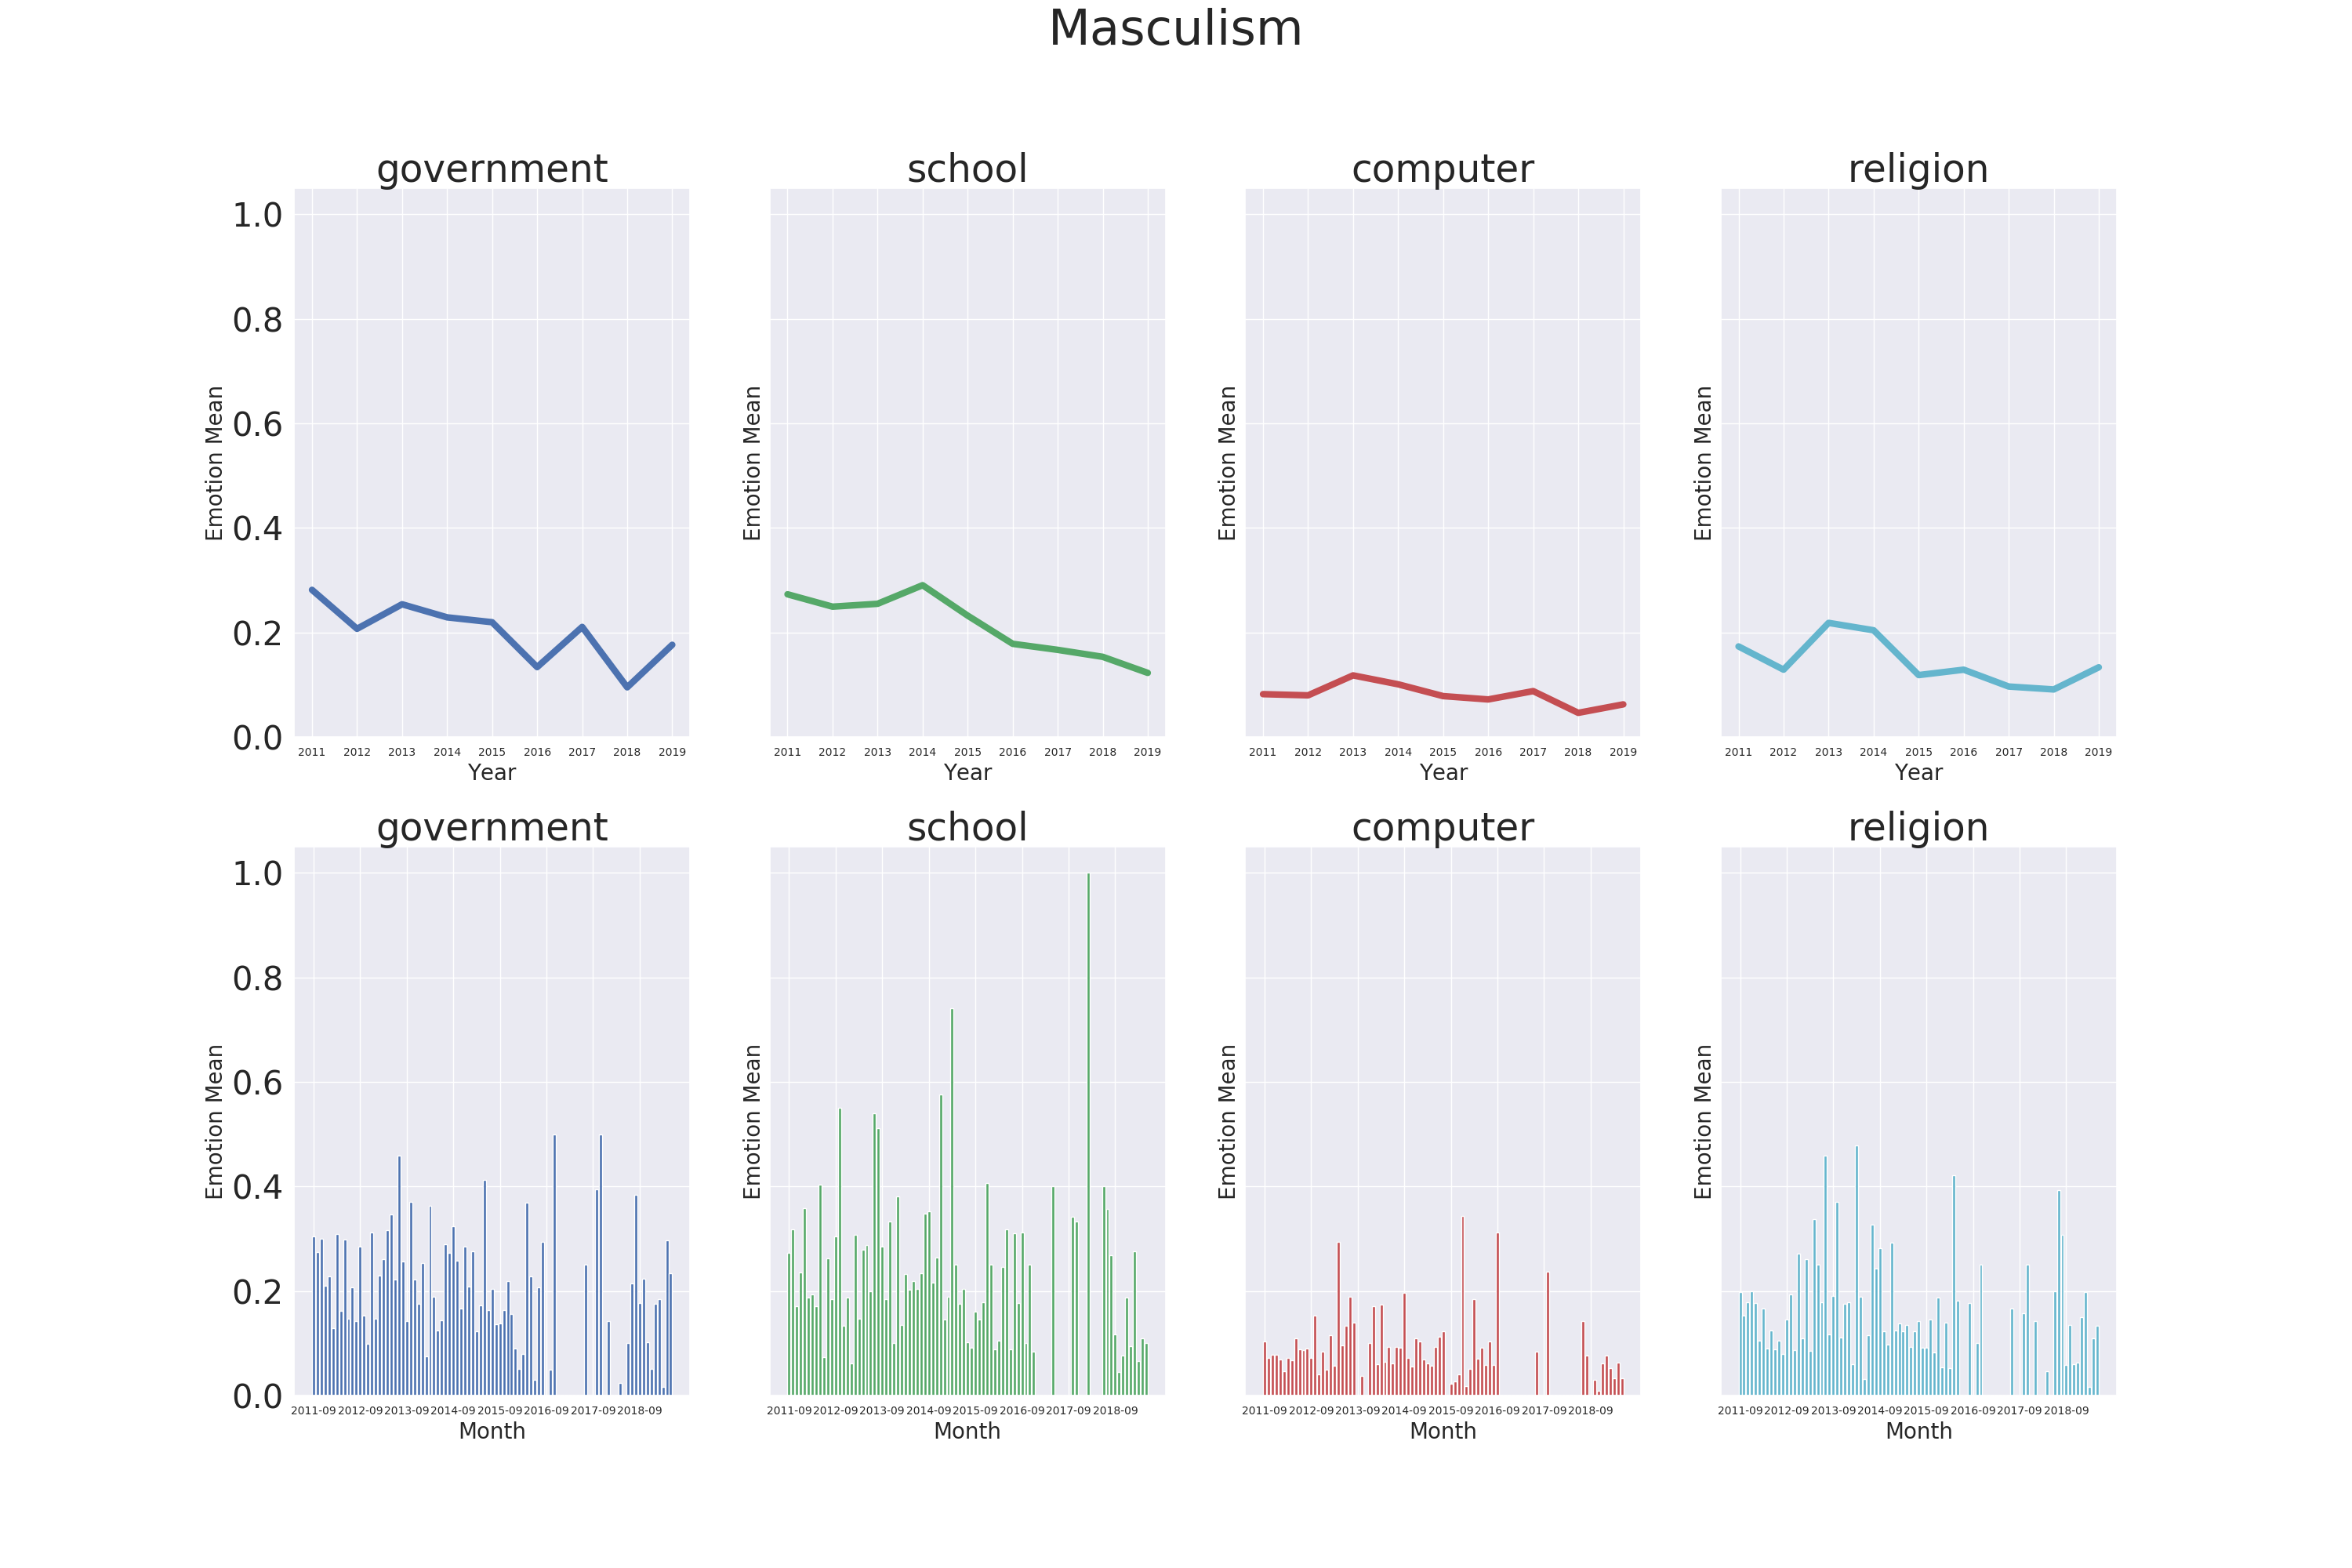 Masculism
government school computer religion
1.0
0.8
0.6
0.4
0.2
0.0
Emotion Mean Emotion Mean Emotion Mean Emotion Mean
2011 2012 2013 2014 2015 2016 2017 2018 2019 2011 2012 2013 2014 2015 2016 2017 2018 2019 2011 2012 2013 2014 2015 2016 2017 2018 2019 2011 2012 2013 2014 2015 2016 2017 2018 2019
Year Year Year Year
government school computer religion
1.0
0.8
0.6
0.4
0.2
0.0
Emotion Mean Emotion Mean Emotion Mean Emotion Mean
2011-09 2012-09 2013-09 2014-09 2015-09 2016-09 2017-09 2018-09 2011-09 2012-09 2013-09 2014-09 2015-09 2016-09 2017-09 2018-09 2011-09 2012-09 2013-09 2014-09 2015-09 2016-09 2017-09 2018-09 2011-09 2012-09 2013-09 2014-09 2015-09 2016-09 2017-09 2018-09
Month Month Month Month